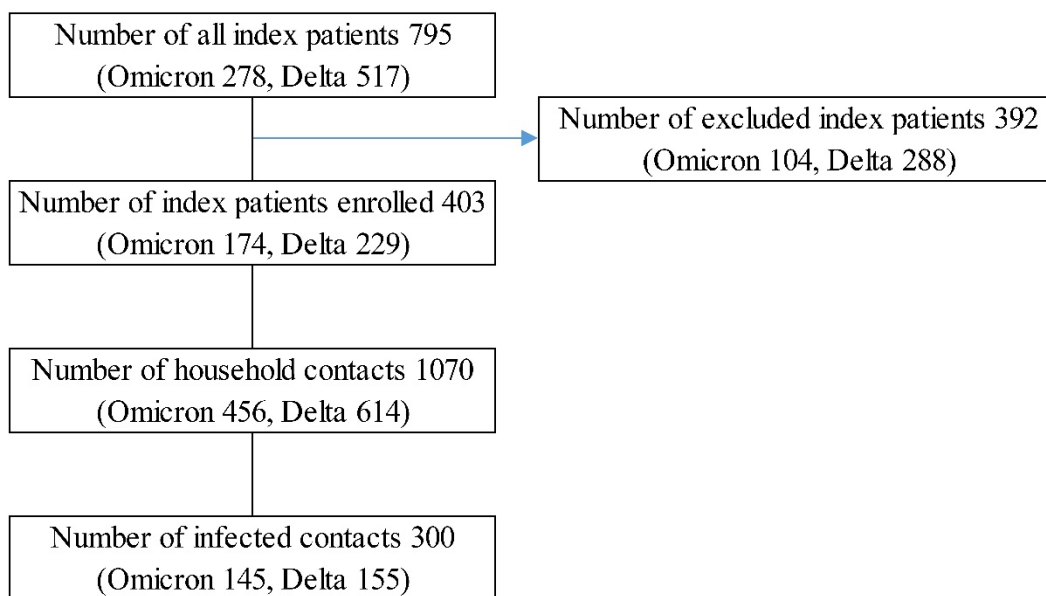 Number of all index patients 795
(Omicron 278, Delta 517)
Number of excluded index patients 392
(Omicron 104, Delta 288)
Number of index patients enrolled 403
(Omicron 174, Delta 229)
Number of household contacts 1070
(Omicron 456, Delta 614)
Number of infected contacts 300
(Omicron 145, Delta 155)